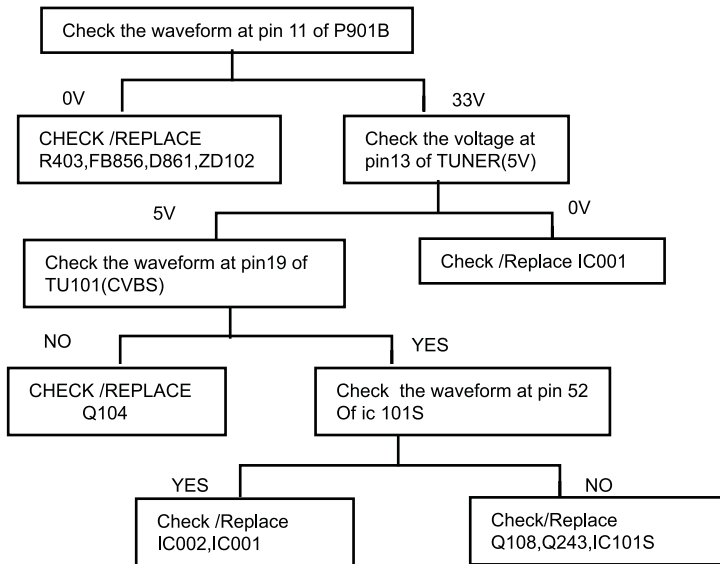 Check the waveform at pin 11 of P901B
0V
33V
CHECK /REPLACE
R403,FB856,D861,ZD102
Check the voltage at
pin13 of TUNER(5V)
5V
0V
Check the waveform at pin19 of
TU101(CVBS)
Check /Replace IC001
NO
YES
CHECK /REPLACE
Q104
Check the waveform at pin 52
Of ic 101S
YES
NO
Check /Replace
IC002,IC001
Check/Replace
Q108,Q243,IC101S